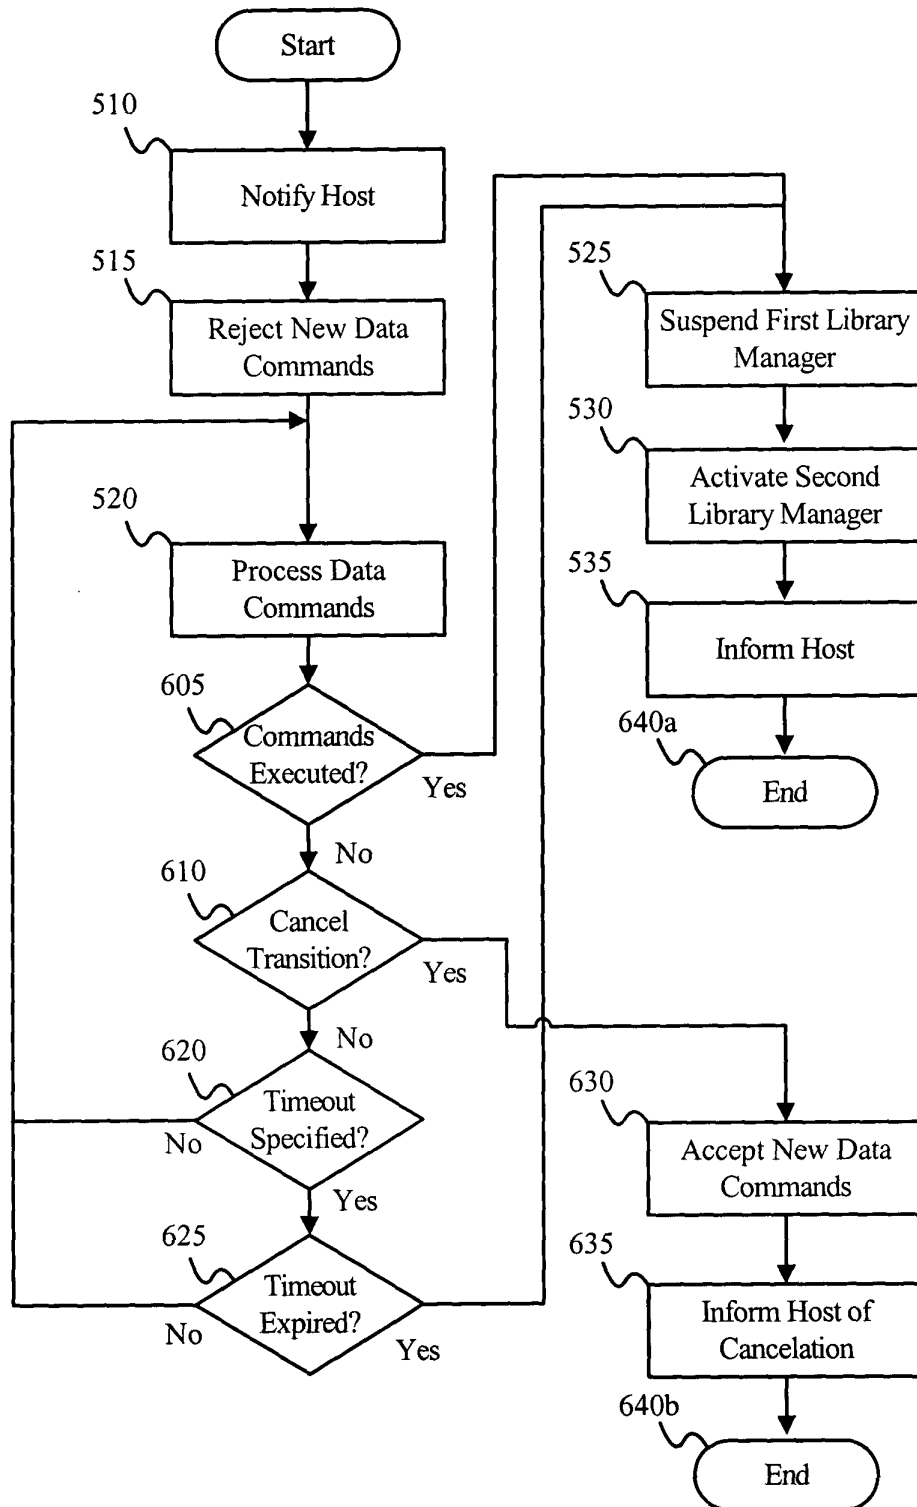 Start
510
Notify Host
515
Reject New Data
Commands
520
Process Data
Commands
605
Commands
Executed?
Yes
No
610
Cancel
Transition?
Yes
No
620
Timeout
Specified?
No
Yes
625
Timeout
Expired?
No
Yes
525
Suspend First Library
Manager
530
Activate Second
Library Manager
535
Inform Host
640a
End
630
Accept New Data
Commands
635
Inform Host of
Cancelation
640b
End